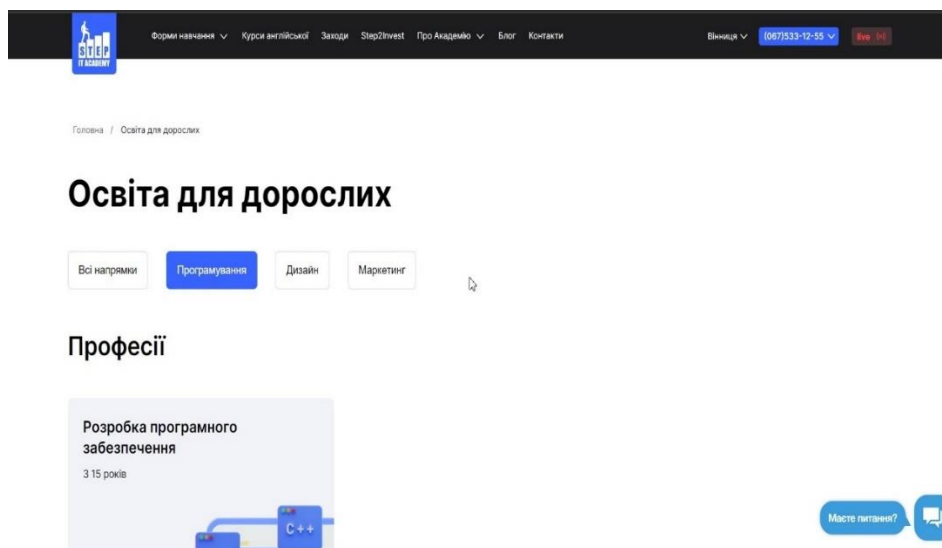 STEP
IT ACADEMY
Форми навчання Курси англійської Заходи Step2Invest Про Академію Блог Контакти Вінниця (067)533-12-55 live
Головна / Освіта для дорослих
Освіта для дорослих
Всі напрямки Програмування Дизайн Маркетинг
Професії
Розробка програмного
забезпечення
З 15 років
C++
Маєте питання?